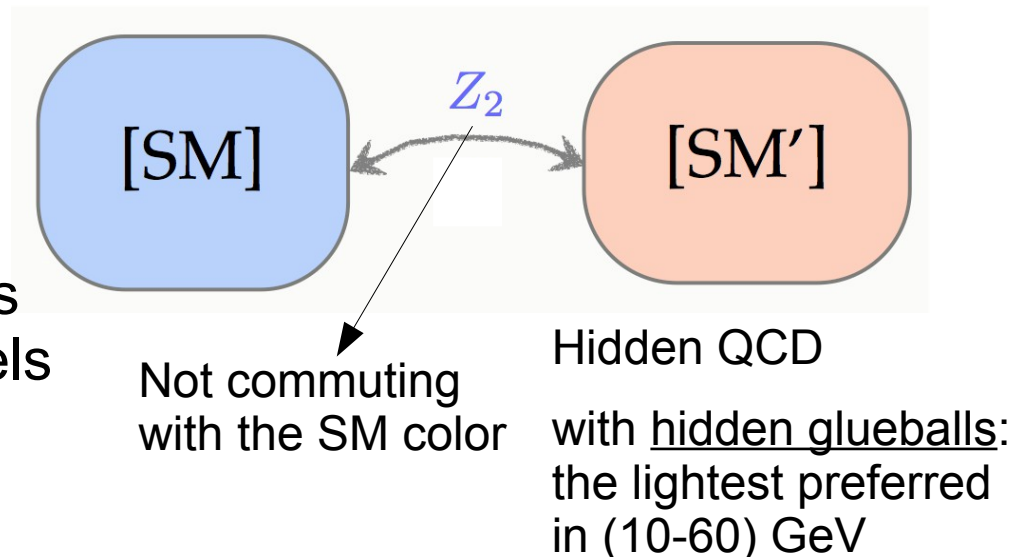 Z₂
[SM]
[SM′]
s
els
Not commuting
with the SM color
Hidden QCD
with hidden glueballs:
the lightest preferred
in (10-60) GeV